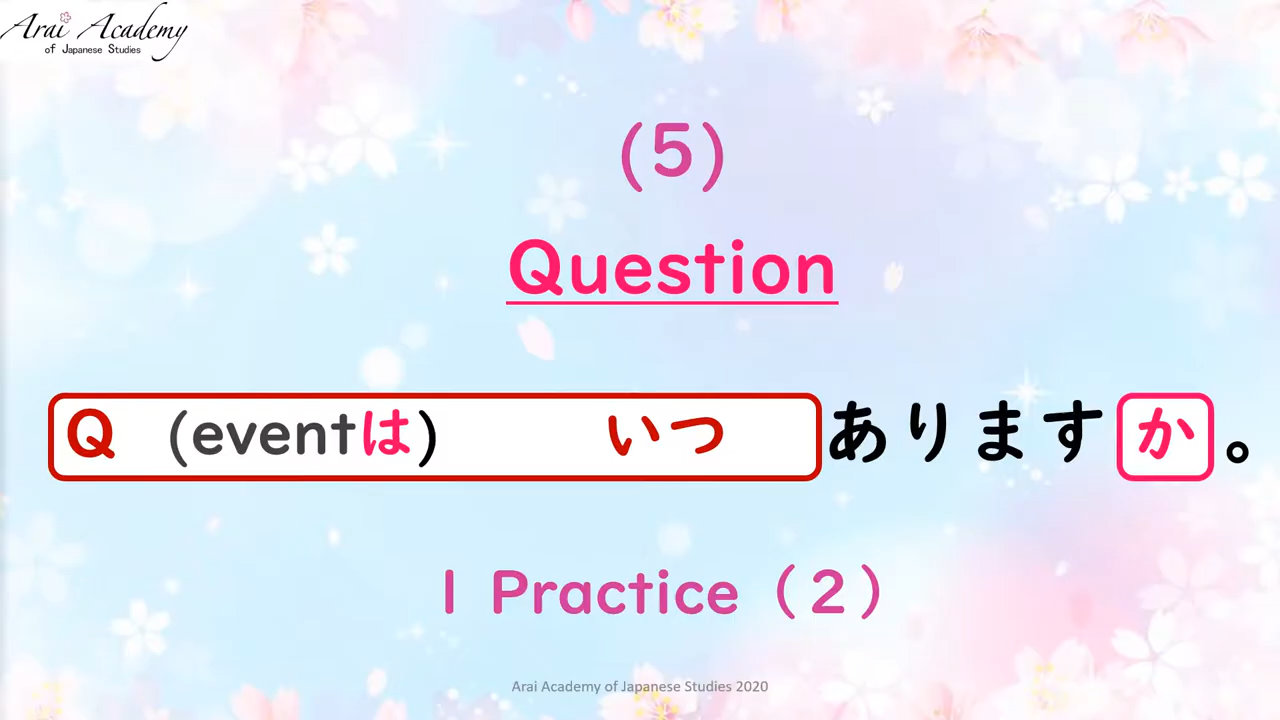 Arai Academy
of Japanese Studies
(5)
Question
Q (eventは) いつ ありますか。
1 Practice（2）
Arai Academy of Japanese Studies 2020